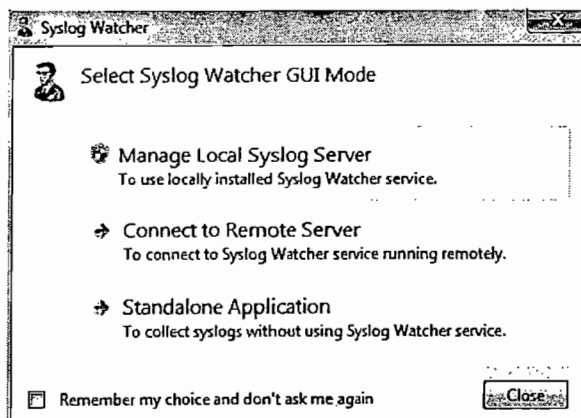 Syslog Watcher
Select Syslog Watcher GUI Mode
Manage Local Syslog Server
To use locally installed Syslog Watcher service.
Connect to Remote Server
To connect to Syslog Watcher service running remotely.
Standalone Application
To collect syslogs without using Syslog Watcher service.
Remember my choice and don't ask me again
Close